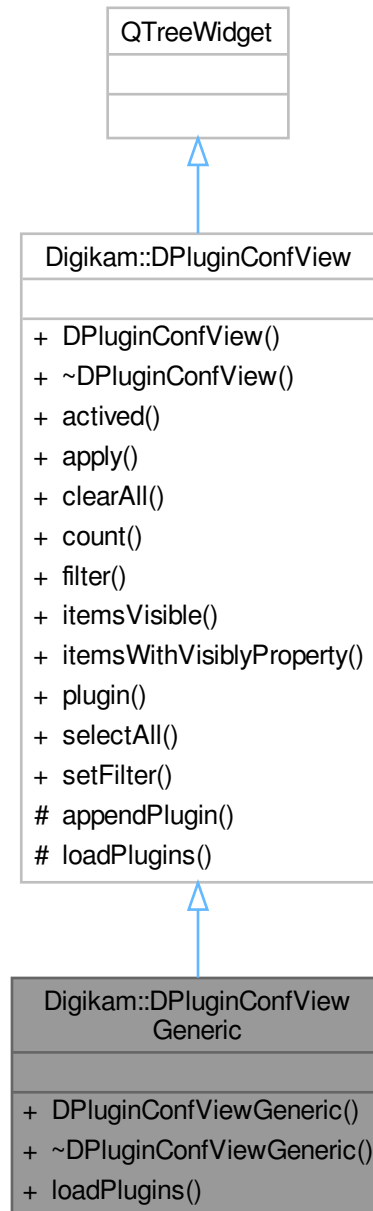 QTreeWidget
Digikam::DPluginConfView
+ DPluginConfView()
+ ~DPluginConfView()
+ actived()
+ apply()
+ clearAll()
+ count()
+ filter()
+ itemsVisible()
+ itemsWithVisiblyProperty()
+ plugin()
+ selectAll()
+ setFilter()
# appendPlugin()
# loadPlugins()
Digikam::DPluginConfView
Generic
+ DPluginConfViewGeneric()
+ ~DPluginConfViewGeneric()
+ loadPlugins()